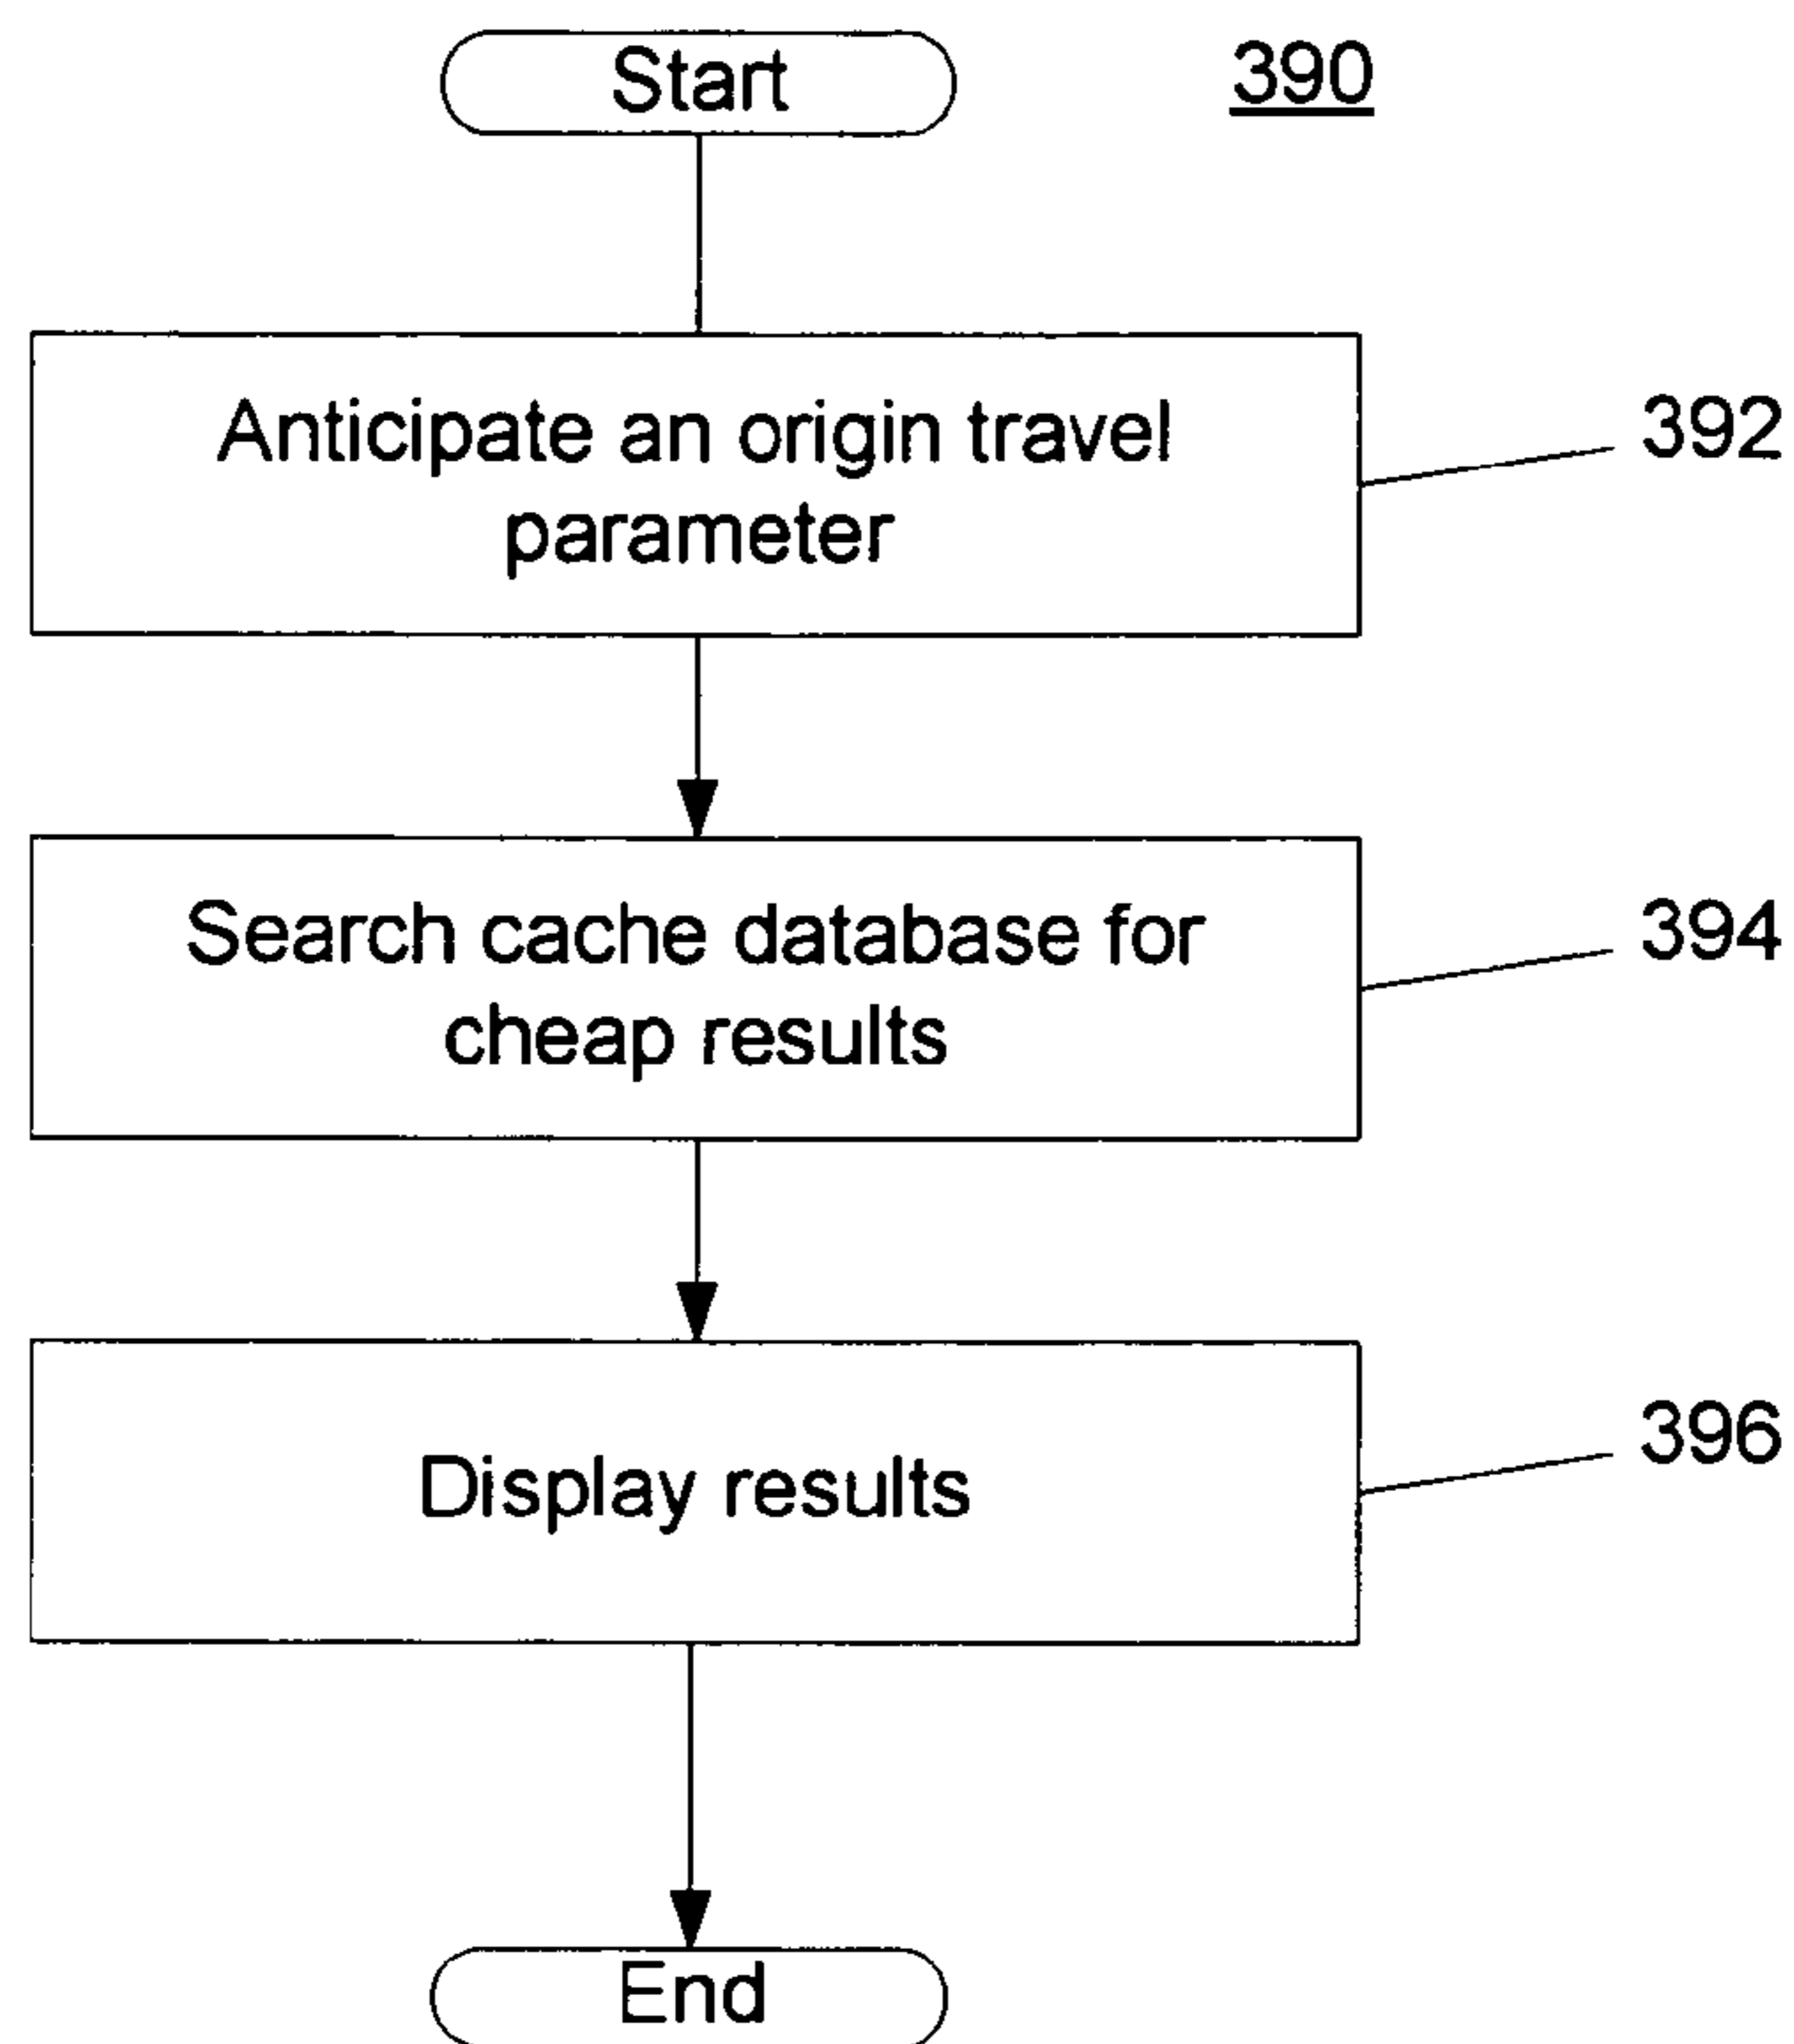 Start
390
Anticipate an origin travel
parameter
392
Search cache database for
cheap results
394
Display results
396
End